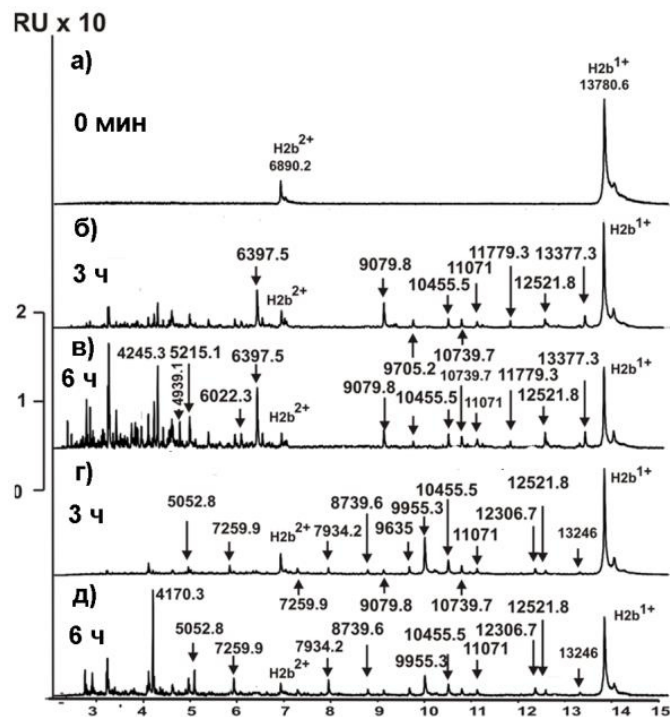 RU x 10
а)
0 мин
H2b2+
6890.2
H2b1+
13780.6
б)
3 ч
6397.5
H2b2+
9079.8
9705.2
10455.5
10739.7
11071
11779.3
12521.8
13377.3
H2b1+
2
1
0
в)
6 ч
4245.3
4939.1
5215.1
6022.3
6397.5
H2b2+
9079.8
10455.5
10739.7
11071
11779.3
12521.8
13377.3
H2b1+
г)
3 ч
5052.8
7259.9
H2b2+
7259.9
7934.2
8739.6
9079.8
9635
9955.3
10455.5
10739.7
11071
12306.7
12521.8
13246
H2b1+
д)
6 ч
4170.3
5052.8
7259.9
H2b2+
7934.2
8739.6
9955.3
10455.5
11071
12306.7
12521.8
13246
H2b1+
3 4 5 6 7 8 9 10 11 12 13 14 15